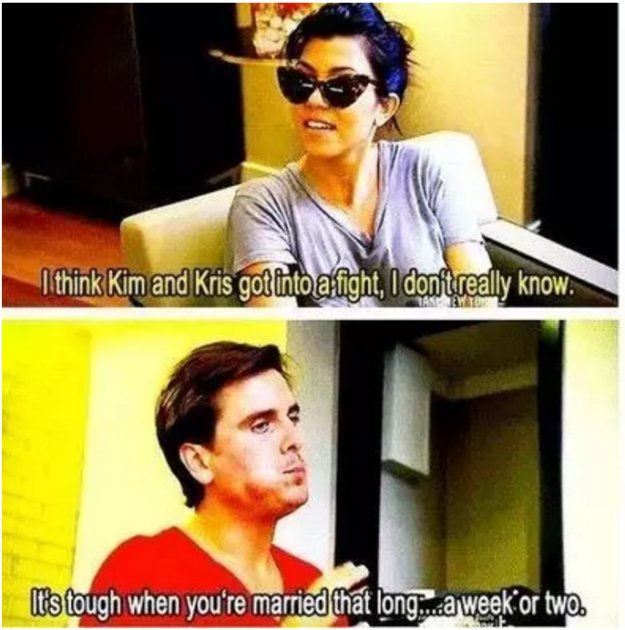 I think Kim and Kris got into a fight, I don't really know.
It's tough when you're married that long....a week or two.